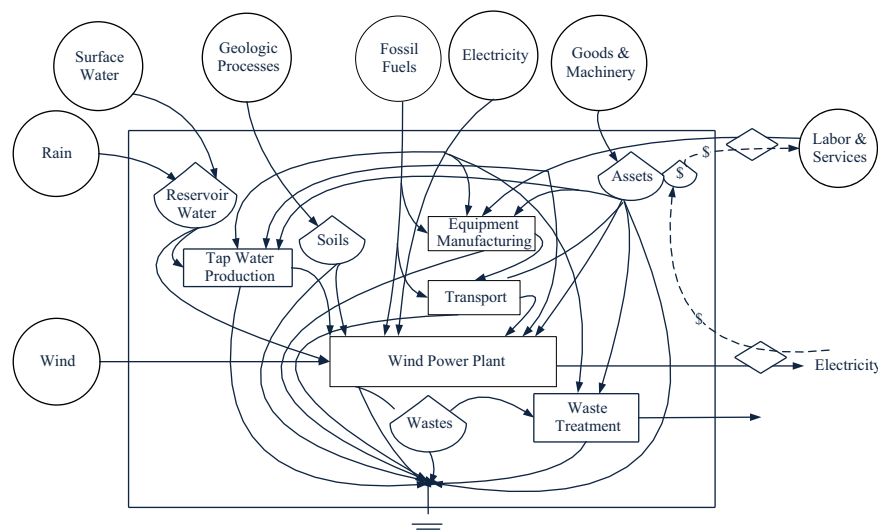 Surface
Water
Geologic
Processes
Fossil
Fuels
Electricity
Goods &
Machinery
Rain
Labor &
Services
$
Assets
$
Reservoir
Water
Soils
Equipment
Manufacturing
Tap Water
Production
Transport
$
Wind
Wind Power Plant
Electricity
Wastes
Waste
Treatment